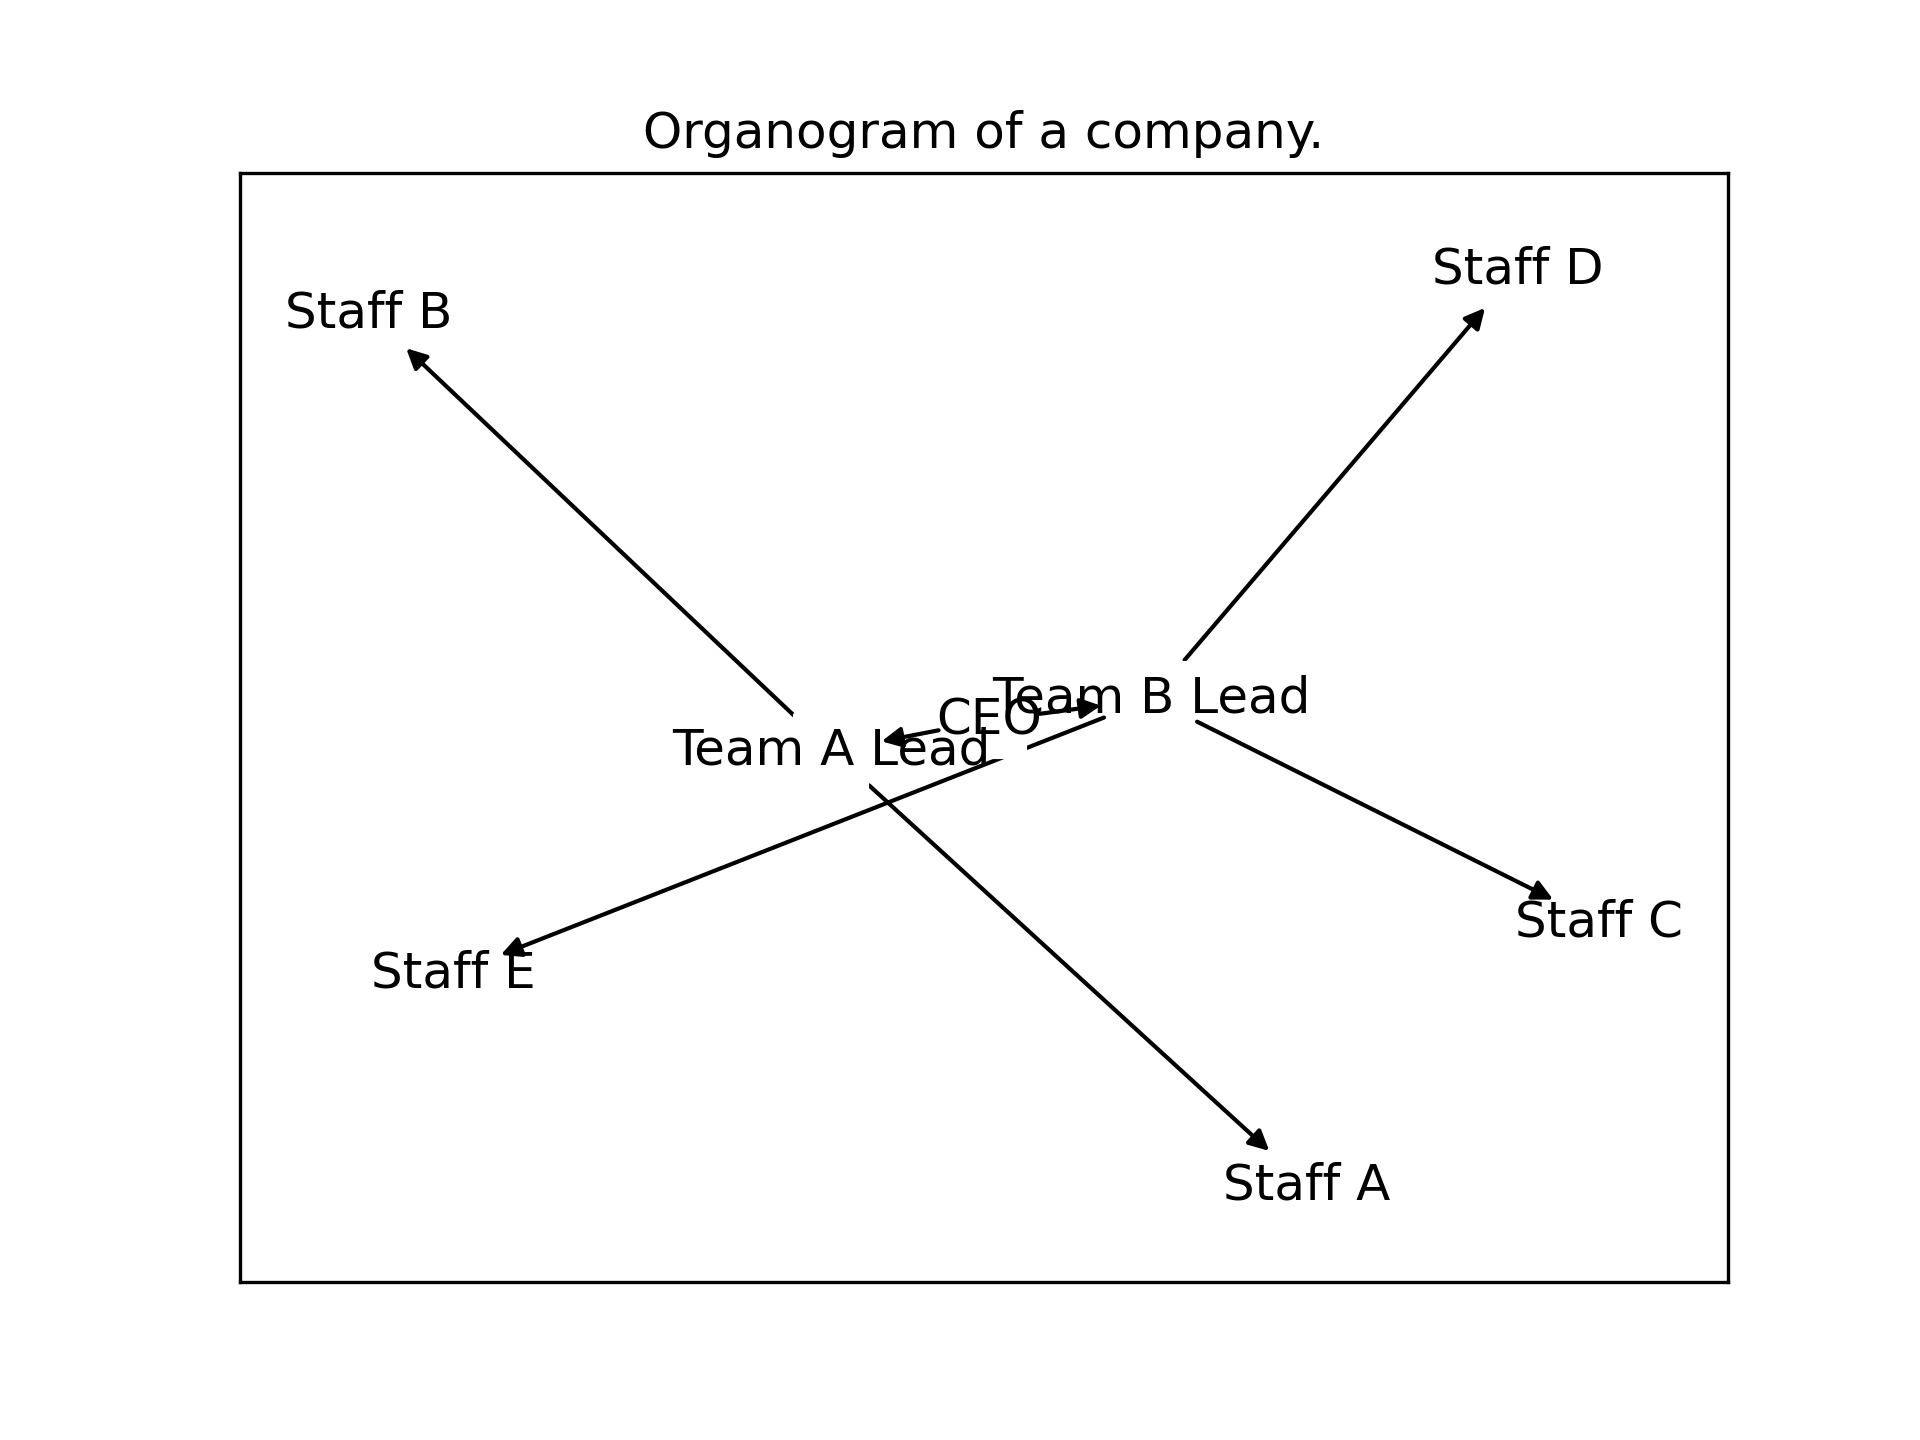 Organogram of a company.
Staff D
Staff B
Team B Lead
CEO
Team A Lead
Staff C
Staff E
Staff A